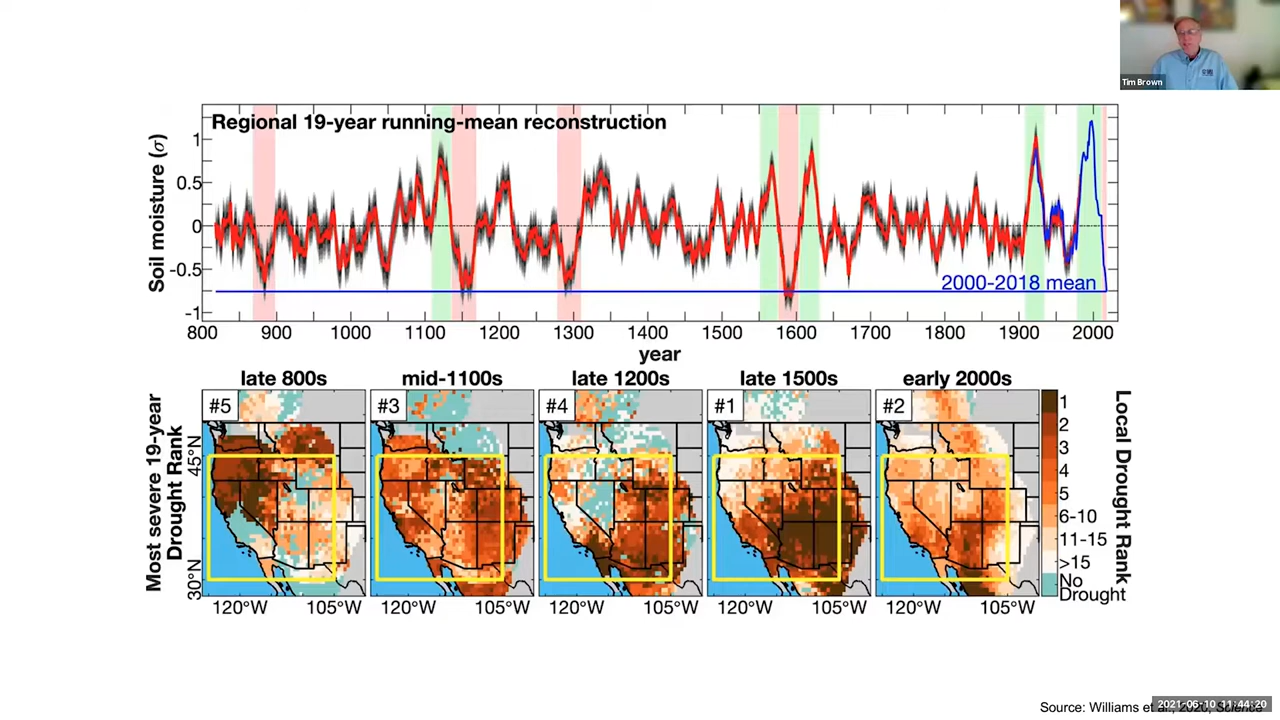 Tim Brown
Regional 19-year running-mean reconstruction
Soil moisture (σ)
1
0.5
0
-0.5
-1
2000-2018 mean
800 900 1000 1100 1200 1300 1400 1500 1600 1700 1800 1900 2000
year
Most severe 19-year
Drought Rank
late 800s mid-1100s late 1200s late 1500s early 2000s
#5 #3 #4 #1 #2
45°N
30°N
120°W 105°W 120°W 105°W 120°W 105°W 120°W 105°W 120°W 105°W
1
2
3
4
5
6-10
11-15
>15
No
Drought
Local Drought Rank
Source: Williams et al., 2020, Science
2021-06-10 11:44:20